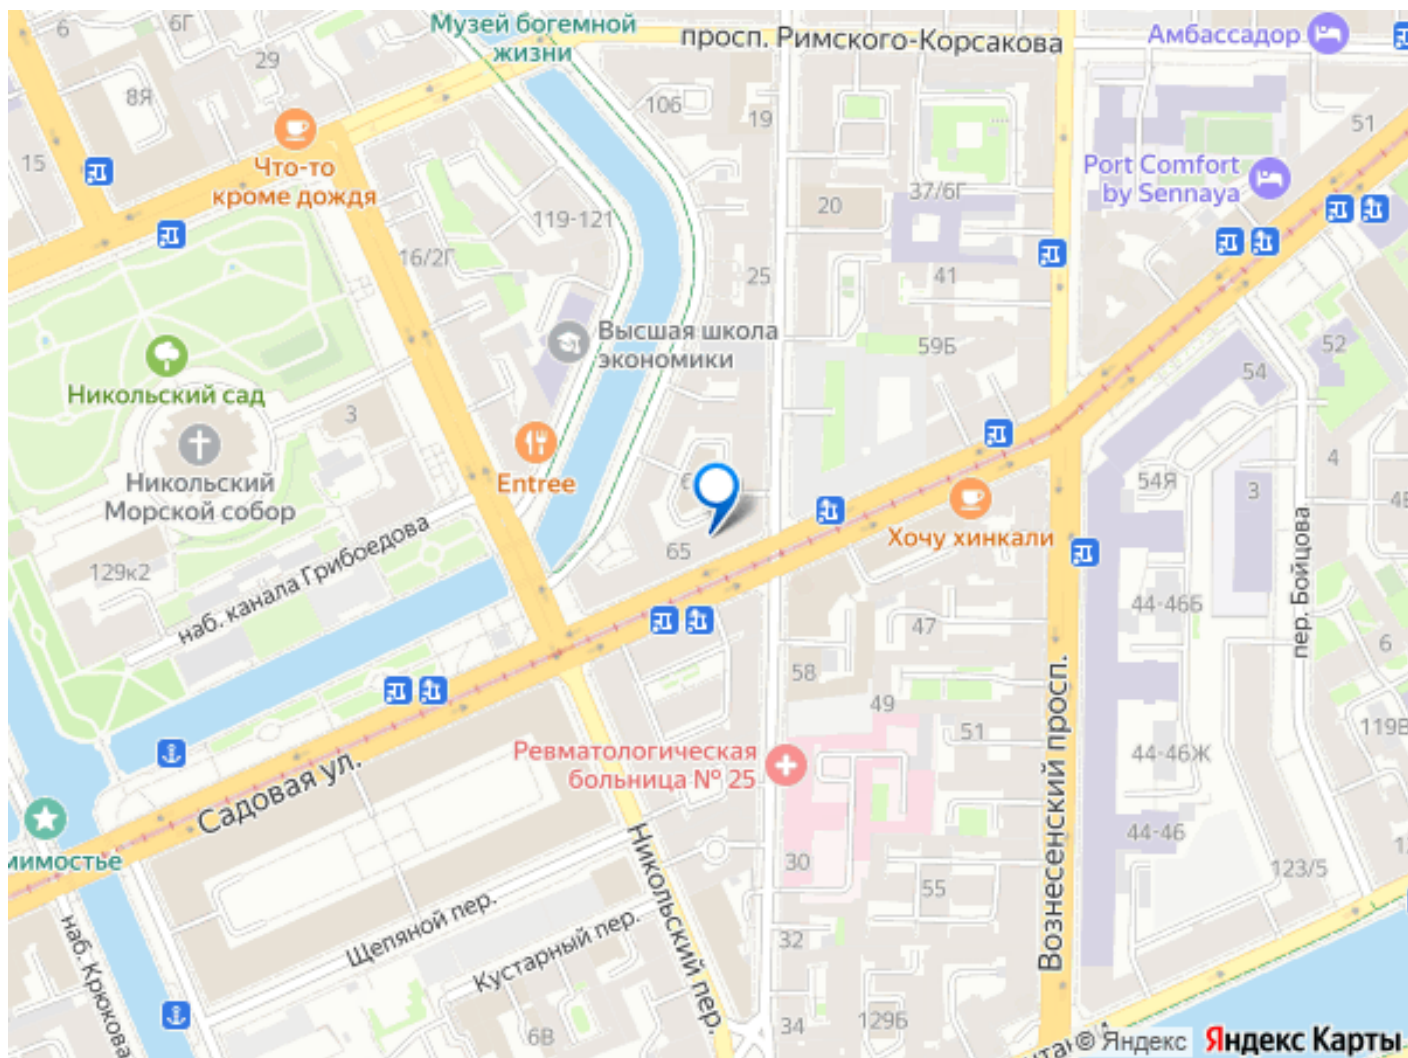 Музей богемной
жизни
просп. Римского-Корсакова
Амбассадор
6
6Г
29
8Я
106
19
51
15
Что-то
кроме дождя
Port Comfort
by Sennaya
119-121
20
37/6Г
16/2Г
25
41
Высшая школа
экономики
59Б
52
54
Никольский сад
3
Никольский
Морской собор
Entree
4
54Я
3
Хочу хинкали
65
129к2
наб. канала Грибоедова
44-46Б
пер. Бойцова
47
6
58
49
51
119В
Ревматологическая
больница № 25
44-46Ж
Вознесенский просп.
Садовая ул.
44-46
30
123/5
55
Никольский пер.
Щепяной пер.
Кустарный пер.
наб. Крюкова
32
34
129Б
6В
© Яндекс
Яндекс Карты